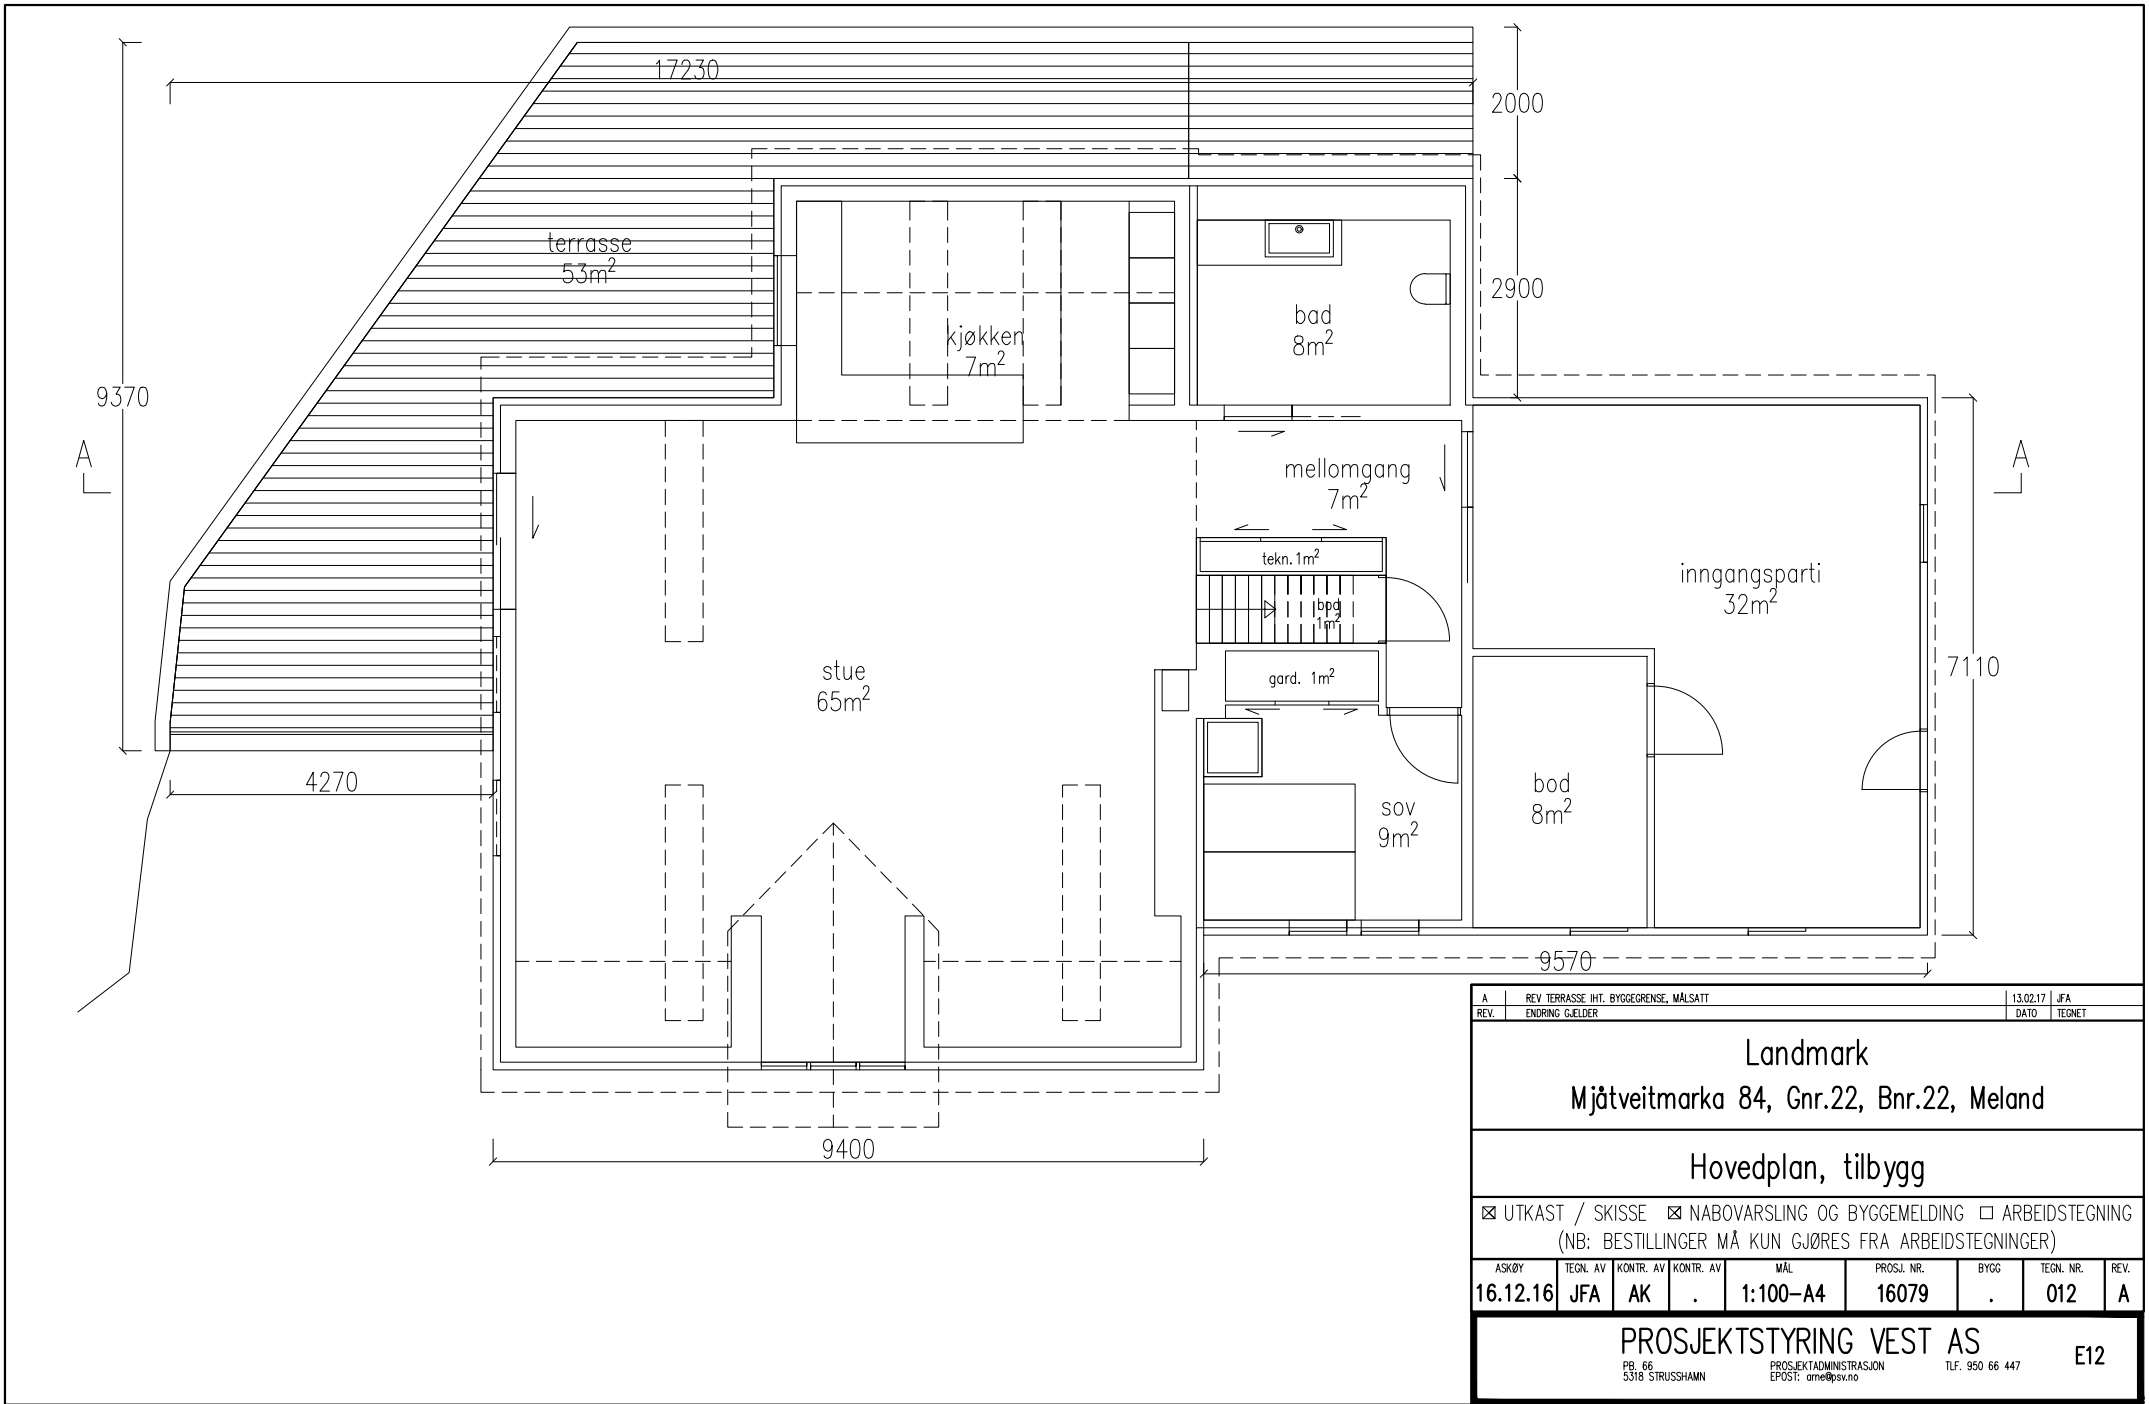 17230
2000
terrasse
53m²
2900
bad
8m²
kjøkken
7m²
9370
A
A
mellomgang
7m²
tekn. 1m²
inngangsparti
32m²
bod
1m²
stue
65m²
gard. 1m²
7110
4270
bod
8m²
sov
9m²
9570
9400
A REV TERRASSE IHT. BYGGEGRENSE, MÅLSATT 13.02.17 JFA
REV. ENDRING GJELDER DATO TEGNET
Landmark
Mjåtveitmarka 84, Gnr.22, Bnr.22, Meland
Hovedplan, tilbygg
☒ UTKAST / SKISSE ☒ NABOVARSLING OG BYGGEMELDING ☐ ARBEIDSTEGNING
(NB: BESTILLINGER MÅ KUN GJØRES FRA ARBEIDSTEGNINGER)
ASKØY TEGN. AV KONTR. AV KONTR. AV MÅL PROSJ. NR. BYGG TEGN. NR. REV.
16.12.16 JFA AK . 1:100-A4 16079 . 012 A
PROSJEKTSTYRING VEST AS
E12
PB. 66 PROSJEKTADMINISTRASJON TLF. 950 66 447
5318 STRUSSHAMN EPOST: arne@psv.no